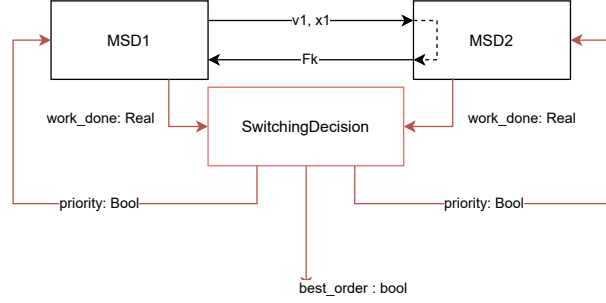 v1, x1
MSD1
MSD2
Fk
work_done: Real
SwitchingDecision
work_done: Real
priority: Bool
priority: Bool
best_order : bool